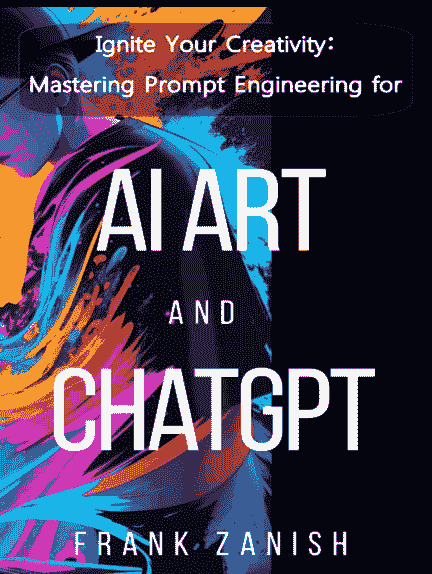 Ignite Your Creativity:
Mastering Prompt Engineering for
AI ART
AND
CHATGPT
FRANK ZANISH